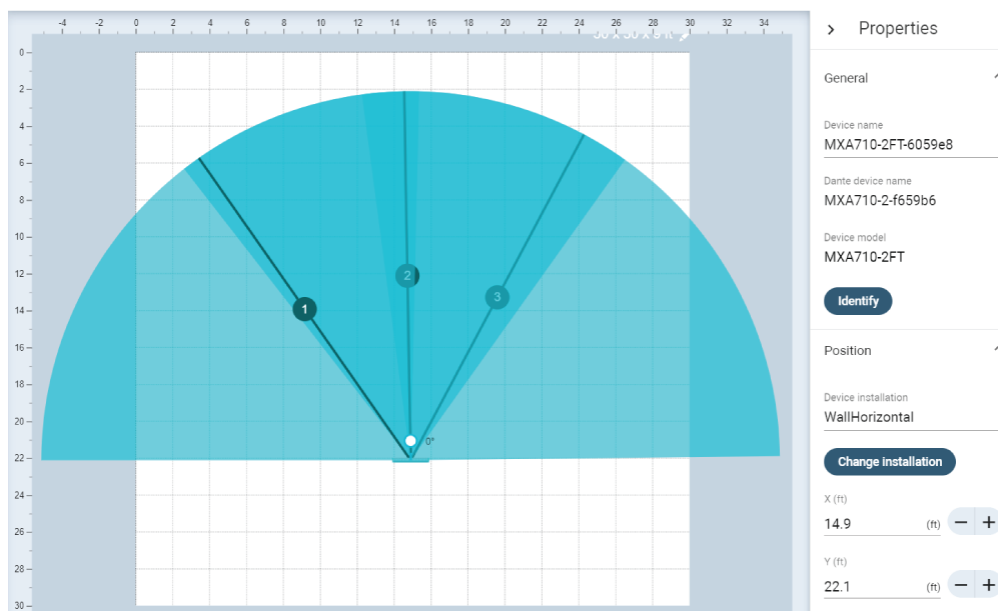 -4 -2 0 2 4 6 8 10 12 14 16 18 20 22 24 26 28 30 32 34
0
2
4
6
8
10
12
14
16
18
20
22
24
26
28
30
1
2
3
0°
Properties
General
Device name
MXA710-2FT-6059e8
Dante device name
MXA710-2-f659b6
Device model
MXA710-2FT
Identify
Position
Device installation
WallHorizontal
Change installation
X (ft)
14.9 (ft) − +
Y (ft)
22.1 (ft) − +